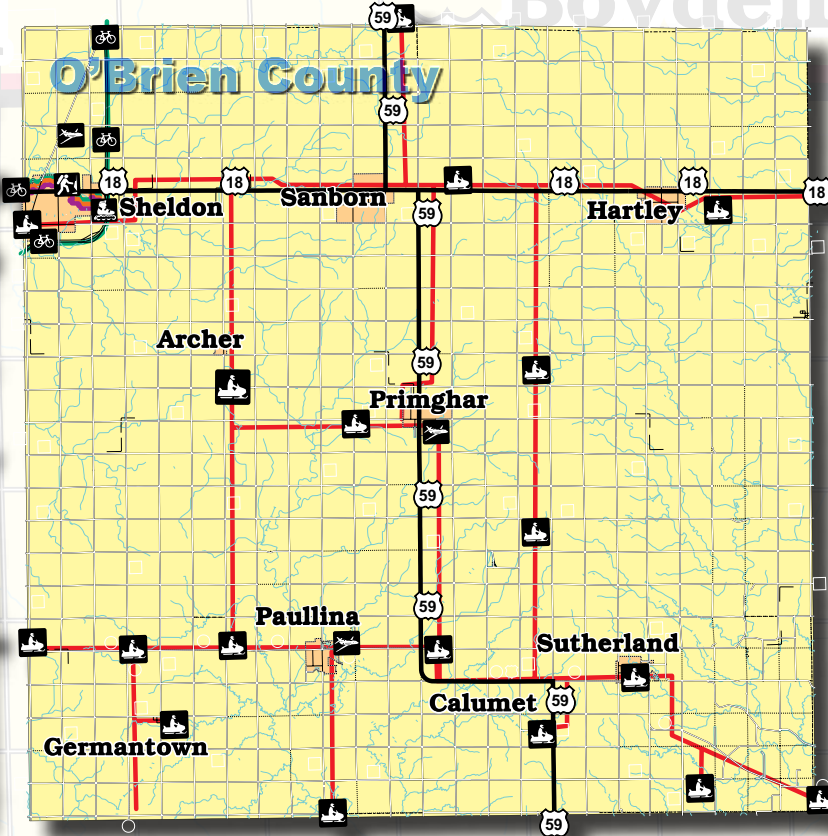 Boyden
59
O'Brien County
59
18
18
18
18
18
Sheldon
Sanborn
Hartley
59
Archer
59
Primghar
59
59
Paullina
Sutherland
Calumet
59
Germantown
59